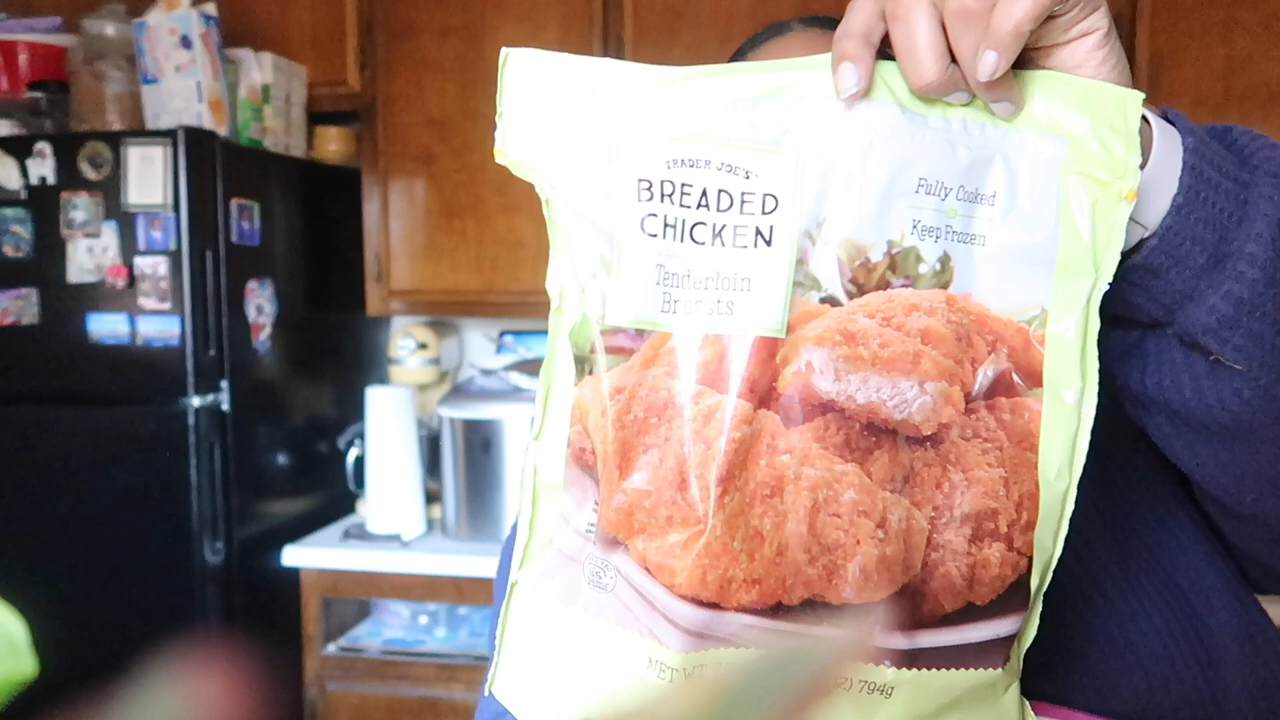 TRADER JOE'S
BREADED
CHICKEN
Tenderloin
Breasts
Fully Cooked
Keep Frozen
NET WT 794g